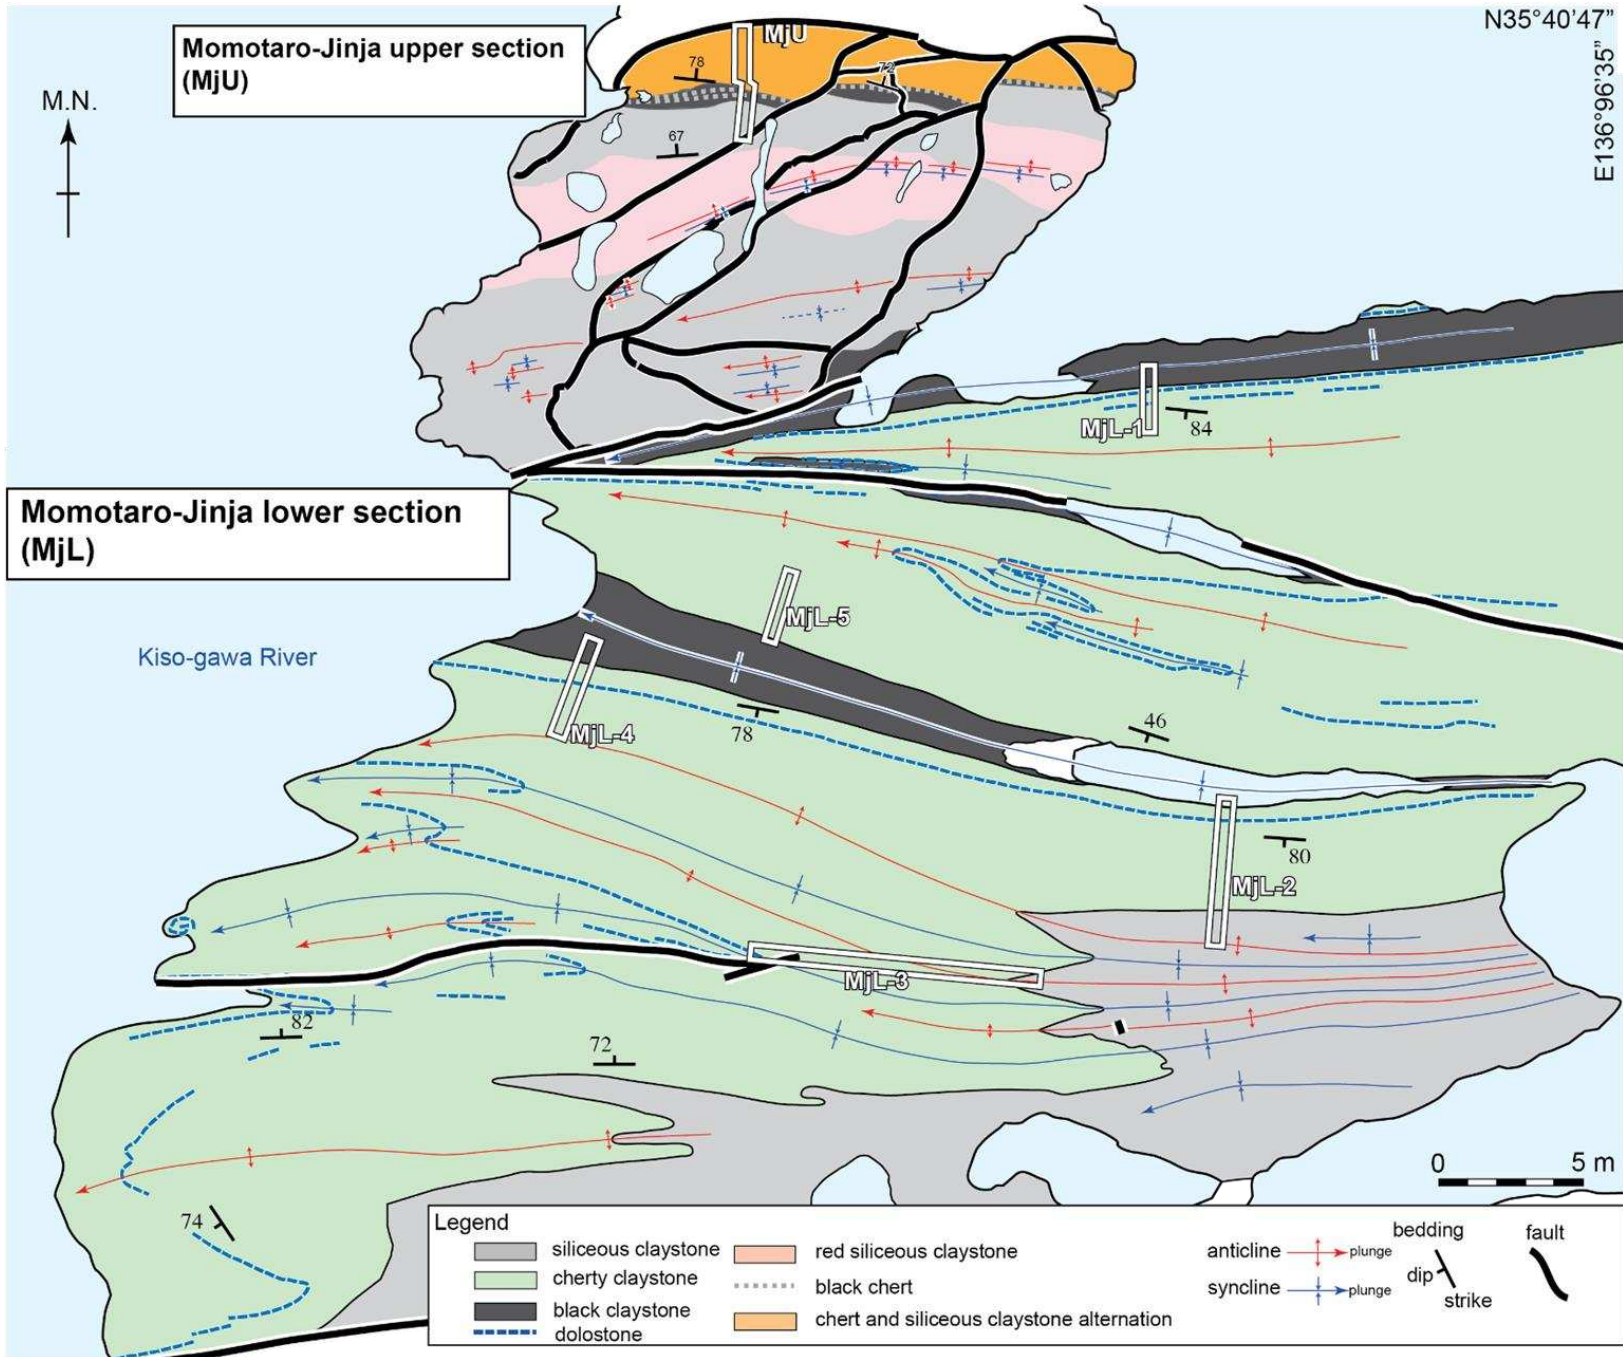 Momotaro-Jinja upper section
(MjU)
N35°40'47”
E136°96'35”
M.N.
MjU
78
72
67
MjL-1
84
Momotaro-Jinja lower section
(MjL)
MjL-5
Kiso-gawa River
MjL-4
78
46
80
MjL-2
MjL-3
82
72
74
0 5 m
Legend
siliceous claystone
cherty claystone
black claystone
dolostone
red siliceous claystone
black chert
chert and siliceous claystone alternation
anticline plunge
syncline plunge
bedding
dip
strike
fault